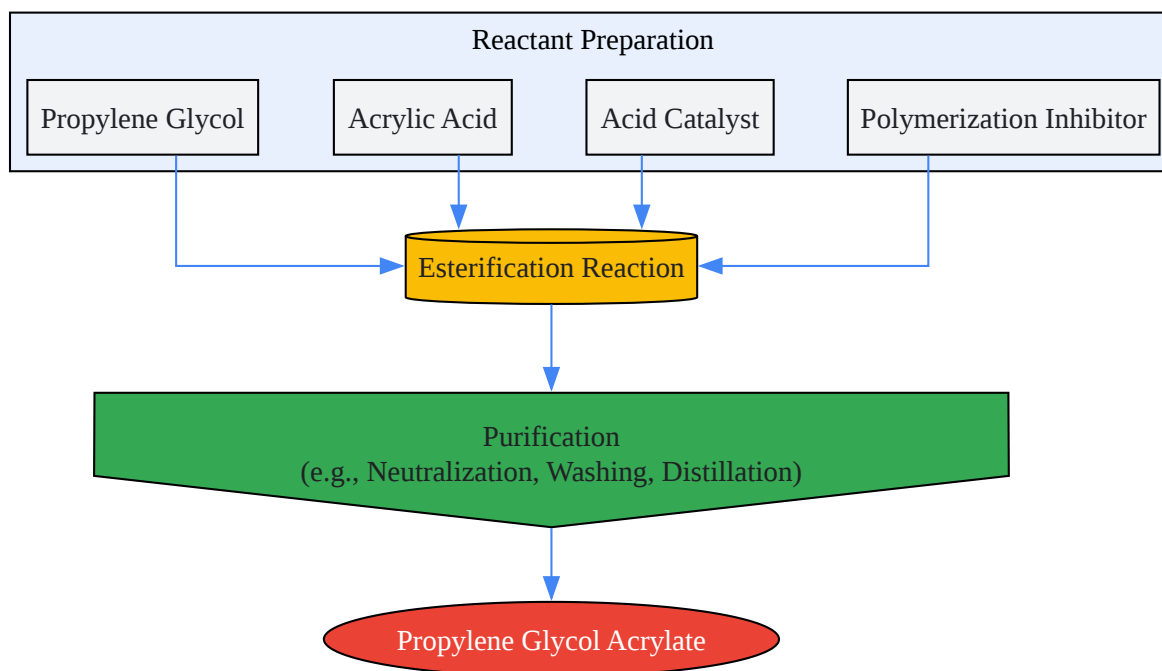 Reactant Preparation
Propylene Glycol
Acrylic Acid
Acid Catalyst
Polymerization Inhibitor
Esterification Reaction
Purification
(e.g., Neutralization, Washing, Distillation)
Propylene Glycol Acrylate